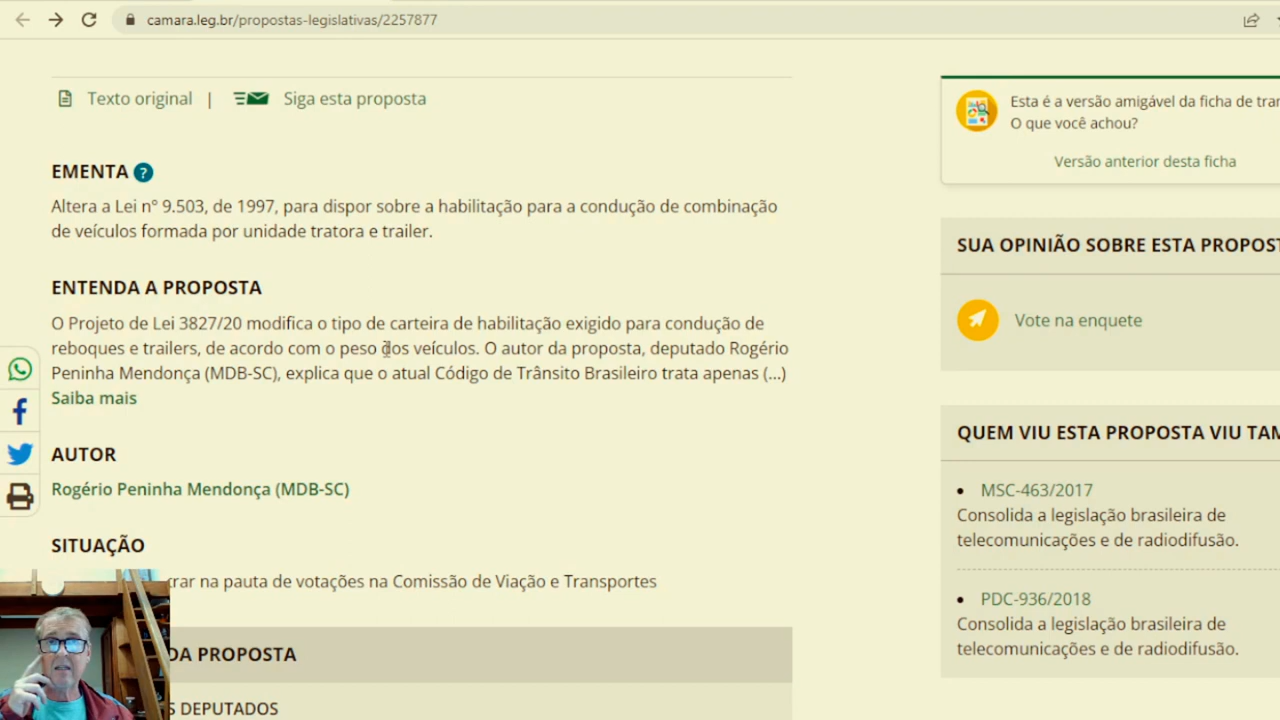 camara.leg.br/propostas-legislativas/2257877
Texto original | Siga esta proposta
EMENTA ?
Altera a Lei n° 9.503, de 1997, para dispor sobre a habilitação para a condução de combinação
de veículos formada por unidade tratora e trailer.
ENTENDA A PROPOSTA
O Projeto de Lei 3827/20 modifica o tipo de carteira de habilitação exigido para condução de
reboques e trailers, de acordo com o peso dos veículos. O autor da proposta, deputado Rogério
Peninha Mendonça (MDB-SC), explica que o atual Código de Trânsito Brasileiro trata apenas (...)
Saiba mais
AUTOR
Rogério Peninha Mendonça (MDB-SC)
SITUAÇÃO
na pauta de votações na Comissão de Viação e Transportes
DA PROPOSTA
DEPUTADOS
Esta é a versão amigável da ficha de
O que você achou?
Versão anterior desta ficha
SUA OPINIÃO SOBRE ESTA
Vote na enquete
QUEM VIU ESTA PROPOSTA VIU
MSC-463/2017
Consolida a legislação brasileira de
telecomunicações e de radiodifusão.
PDC-936/2018
Consolida a legislação brasileira de
telecomunicações e de radiodifusão.